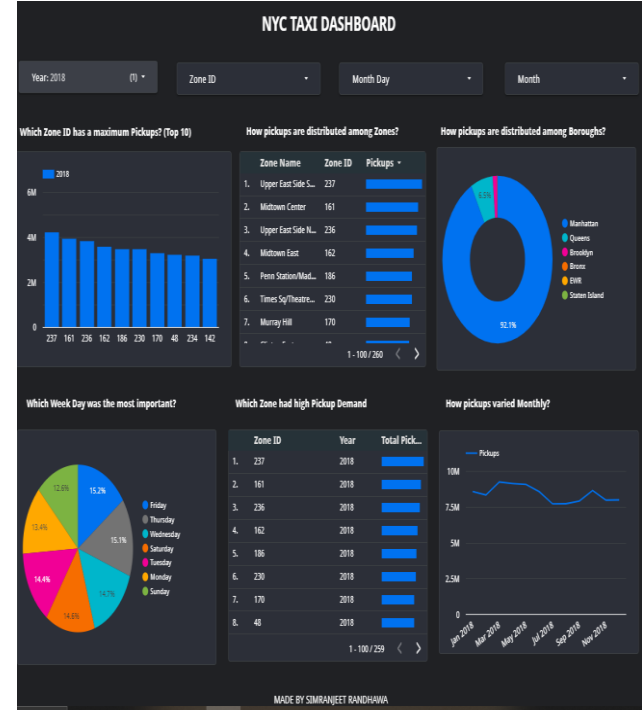 NYC TAXI DASHBOARD
Year: 2018 (1)
Zone ID
Month Day
Month
Which Zone ID has a maximum Pickups? (Top 10)
2018
6M
4M
2M
0
237 161 236 162 186 230 170 48 234 142
How pickups are distributed among Zones?
Zone Name Zone ID Pickups
1. Upper East Side S... 237
2. Midtown Center 161
3. Upper East Side N... 236
4. Midtown East 162
5. Penn Station/Mad... 186
6. Times Sq/Theatre... 230
7. Murray Hill 170
1 - 100 / 260
How pickups are distributed among Boroughs?
6.5%
92.1%
Manhattan
Queens
Brooklyn
Bronx
EWR
Staten Island
Which Week Day was the most important?
12.6%
15.2%
13.4%
15.1%
14.4%
14.7%
14.6%
Friday
Thursday
Wednesday
Saturday
Tuesday
Monday
Sunday
Which Zone had high Pickup Demand
Zone ID Year Total Pick...
1. 237 2018
2. 161 2018
3. 236 2018
4. 162 2018
5. 186 2018
6. 230 2018
7. 170 2018
8. 48 2018
1 - 100 / 259
How pickups varied Monthly?
Pickups
10M
7.5M
5M
2.5M
0
Jan 2018 Mar 2018 May 2018 Jul 2018 Sep 2018 Nov 2018
MADE BY SIMRANJEET RANDHAWA